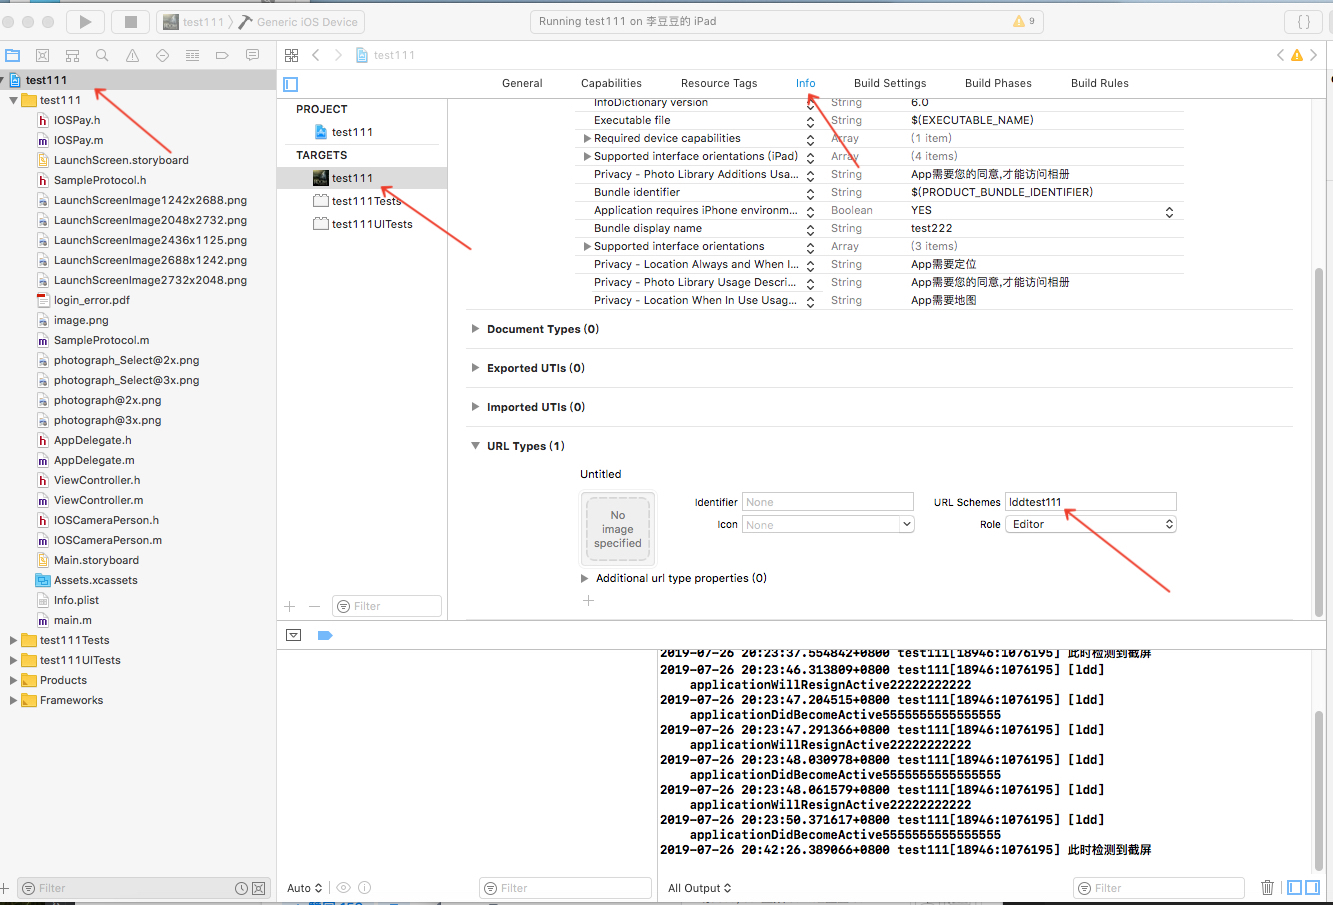 test111 〉 Generic iOS Device
Running test111 on 李豆豆的 iPad
9
{ }
test111
General Capabilities Resource Tags Info Build Settings Build Phases Build Rules
test111
test111
IOSPay.h
IOSPay.m
LaunchScreen.storyboard
SampleProtocol.h
LaunchScreenImage1242x2688.png
LaunchScreenImage2048x2732.png
LaunchScreenImage2436x1125.png
LaunchScreenImage2688x1242.png
LaunchScreenImage2732x2048.png
login_error.pdf
image.png
SampleProtocol.m
photograph_Select@2x.png
photograph_Select@3x.png
photograph@2x.png
photograph@3x.png
AppDelegate.h
AppDelegate.m
ViewController.h
ViewController.m
IOSCameraPerson.h
IOSCameraPerson.m
Main.storyboard
Assets.xcassets
Info.plist
main.m
test111Tests
test111UITests
Products
Frameworks
Filter
PROJECT
test111
TARGETS
test111
test111Tests
test111UITests
Filter
InfoDictionary version String 6.0
Executable file String $(EXECUTABLE_NAME)
Required device capabilities Array (1 item)
Supported interface orientations (iPad) Array (4 items)
Privacy - Photo Library Additions Usa... String App需要您的同意,才能访问相册
Bundle identifier String $(PRODUCT_BUNDLE_IDENTIFIER)
Application requires iPhone environm... Boolean YES
Bundle display name String test222
Supported interface orientations Array (3 items)
Privacy - Location Always and When I... String App需要定位
Privacy - Photo Library Usage Descri... String App需要您的同意,才能访问相册
Privacy - Location When In Use Usag... String App需要地图
Document Types (0)
Exported UTIs (0)
Imported UTIs (0)
URL Types (1)
Untitled
No
image
specified
Identifier None URL Schemes lddtest111
Icon None Role Editor
Additional url type properties (0)
2019-07-26 20:23:37.554842+0800 test111[18946:1076195] 此时检测到截屏
2019-07-26 20:23:46.313809+0800 test111[18946:1076195] [ldd]
applicationWillResignActive22222222222
2019-07-26 20:23:47.204515+0800 test111[18946:1076195] [ldd]
applicationDidBecomeActive5555555555555555
2019-07-26 20:23:47.291366+0800 test111[18946:1076195] [ldd]
applicationWillResignActive22222222222
2019-07-26 20:23:48.030978+0800 test111[18946:1076195] [ldd]
applicationDidBecomeActive5555555555555555
2019-07-26 20:23:48.061579+0800 test111[18946:1076195] [ldd]
applicationWillResignActive22222222222
2019-07-26 20:23:50.371617+0800 test111[18946:1076195] [ldd]
applicationDidBecomeActive5555555555555555
2019-07-26 20:42:26.389066+0800 test111[18946:1076195] 此时检测到截屏
Auto Filter All Output Filter